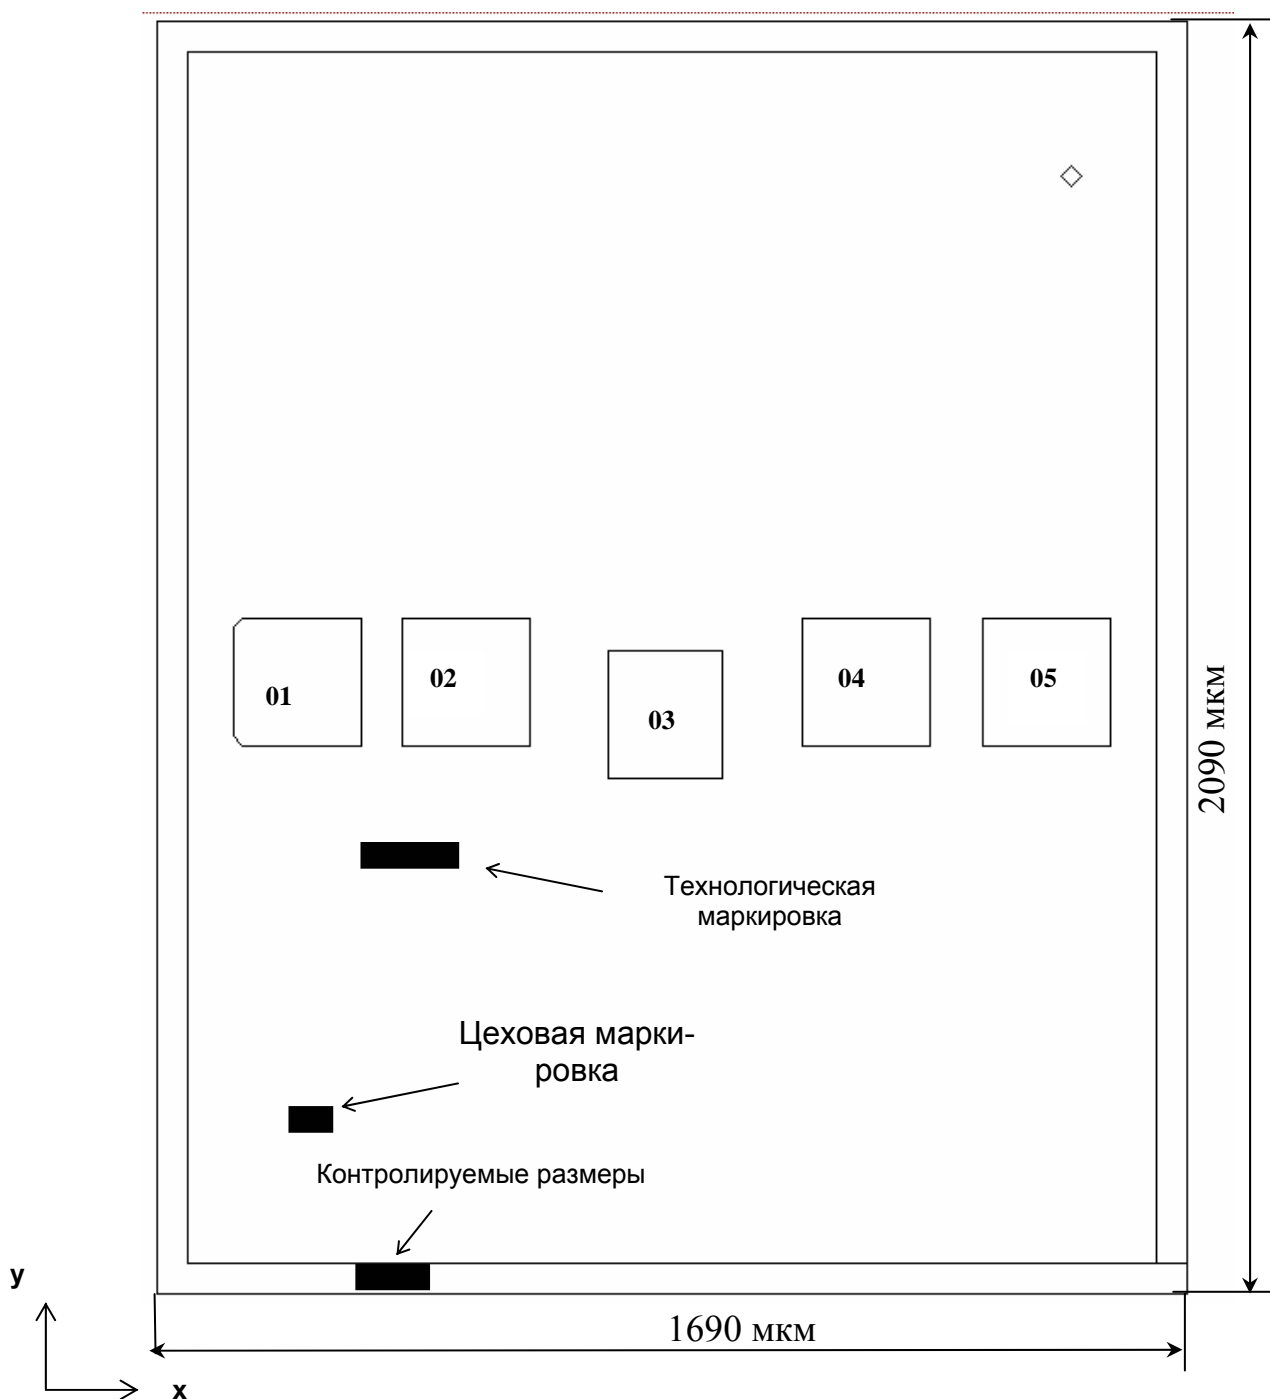 01
02
03
04
05
2090 мкм
Технологическая
маркировка
Цеховая марки-
ровка
Контролируемые размеры
y
1690 мкм
x